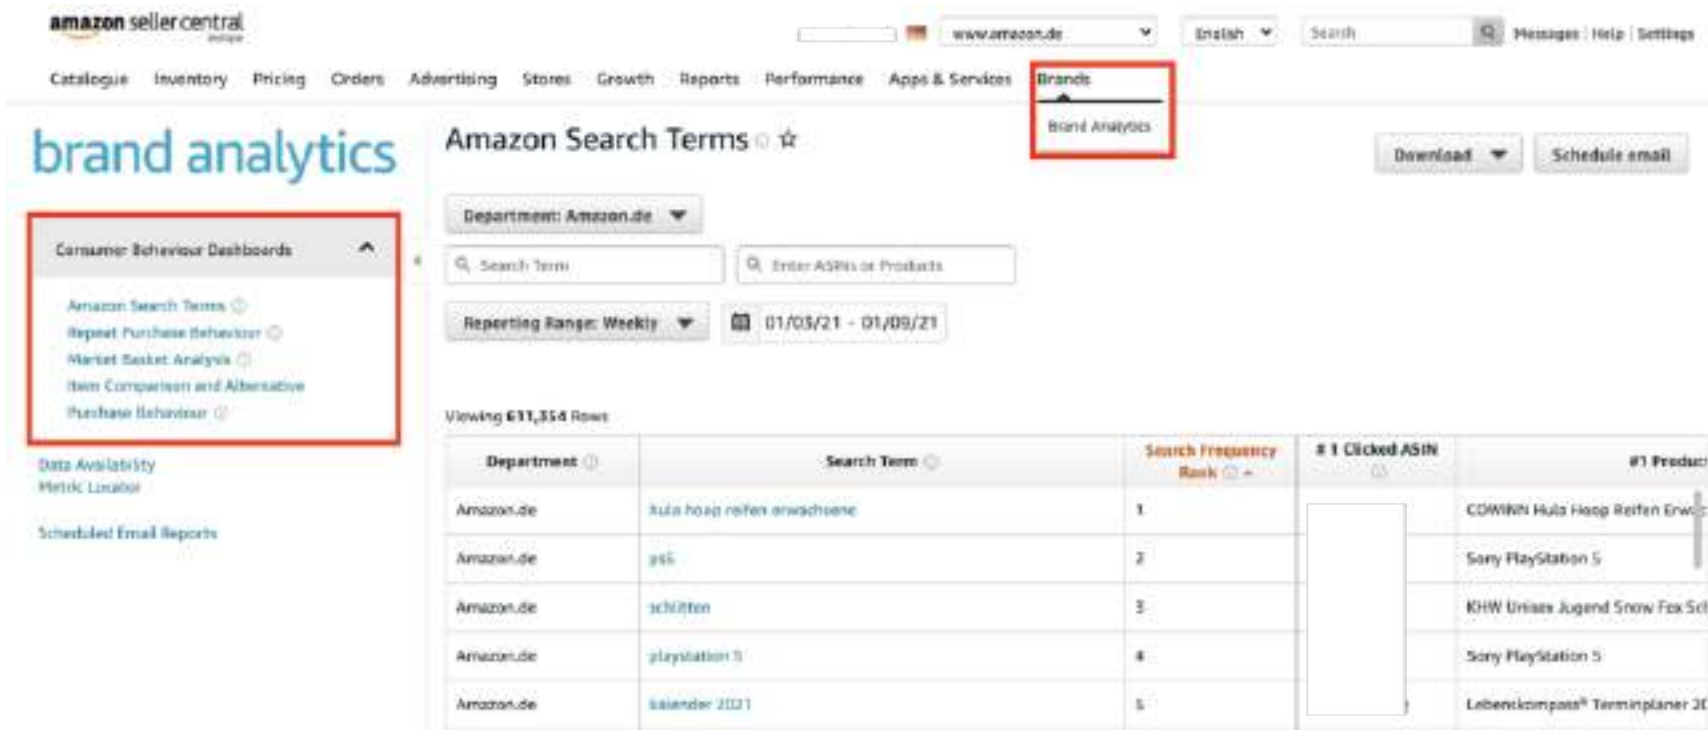 amazon seller central
europe
www.amazon.de
English
Search
Messages | Help | Settings
Catalogue Inventory Pricing Orders Advertising Stores Growth Reports Performance Apps & Services Brands
Brand Analytics
brand analytics
Amazon Search Terms
Download
Schedule email
Department: Amazon.de
Consumer Behaviour Dashboards
Search Term
Enter ASINs or Products
Amazon Search Terms
Repeat Purchase Behaviour
Market Basket Analysis
Item Comparison and Alternative
Purchase Behaviour
Reporting Range: Weekly
01/03/21 - 01/09/21
Data Availability
Metric Locator
Scheduled Email Reports
Viewing 611,354 Rows
Department Search Term Search Frequency Rank # 1 Clicked ASIN #1 Produc
Amazon.de hula hoop reifen erwachsene 1 COWINN Hula Hoop Reifen Erwac
Amazon.de ps5 2 Sony PlayStation 5
Amazon.de schlitten 3 KHW Unisex Jugend Snow Fox Sch
Amazon.de playstation 5 4 Sony PlayStation 5
Amazon.de kalender 2021 5 Lebenskompass® Terminplaner 20